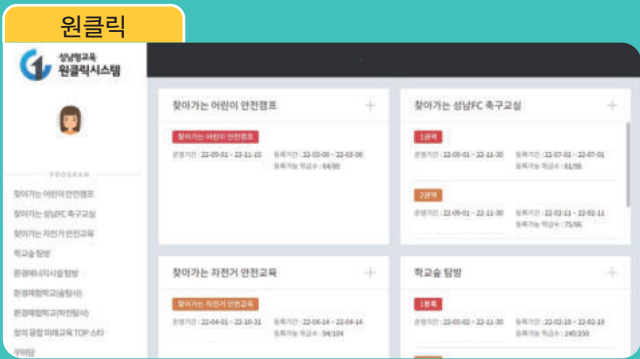 원클릭
성남형교육
원클릭시스템
PROGRAM
찾아가는 어린이 안전캠프
찾아가는 성남FC 축구교실
찾아가는 자전거 안전교육
학교숲 탐방
환경에너지시설 탐방
환경체험학교(숲탐사)
환경체험학교(하천탐사)
창의 융합 미래교육 TOP 스타
찾아가는 어린이 안전캠프
찾아가는 어린이 안전캠프
운영기간 : 22-09-01 ~ 22-11-15
등록기간 : 22-03-08 ~ 22-03-08
등록가능 학급수 : 64/80
찾아가는 성남FC 축구교실
1권역
운영기간 : 22-09-01 ~ 22-11-30
등록기간 : 22-07-01 ~ 22-07-01
등록가능 학급수 : 61/96
2권역
운영기간 : 22-09-01 ~ 22-11-30
등록기간 : 22-02-11 ~ 22-02-11
등록가능 학급수 : 75/96
찾아가는 자전거 안전교육
찾아가는 자전거 안전교육
운영기간 : 22-04-01 ~ 22-10-31
등록기간 : 22-04-14 ~ 22-04-14
등록가능 학급수 : 94/104
학교숲 탐방
1등록
운영기간 : 22-05-02 ~ 22-11-30
등록기간 : 22-02-18 ~ 22-02-18
등록가능 학급수 : 140/150